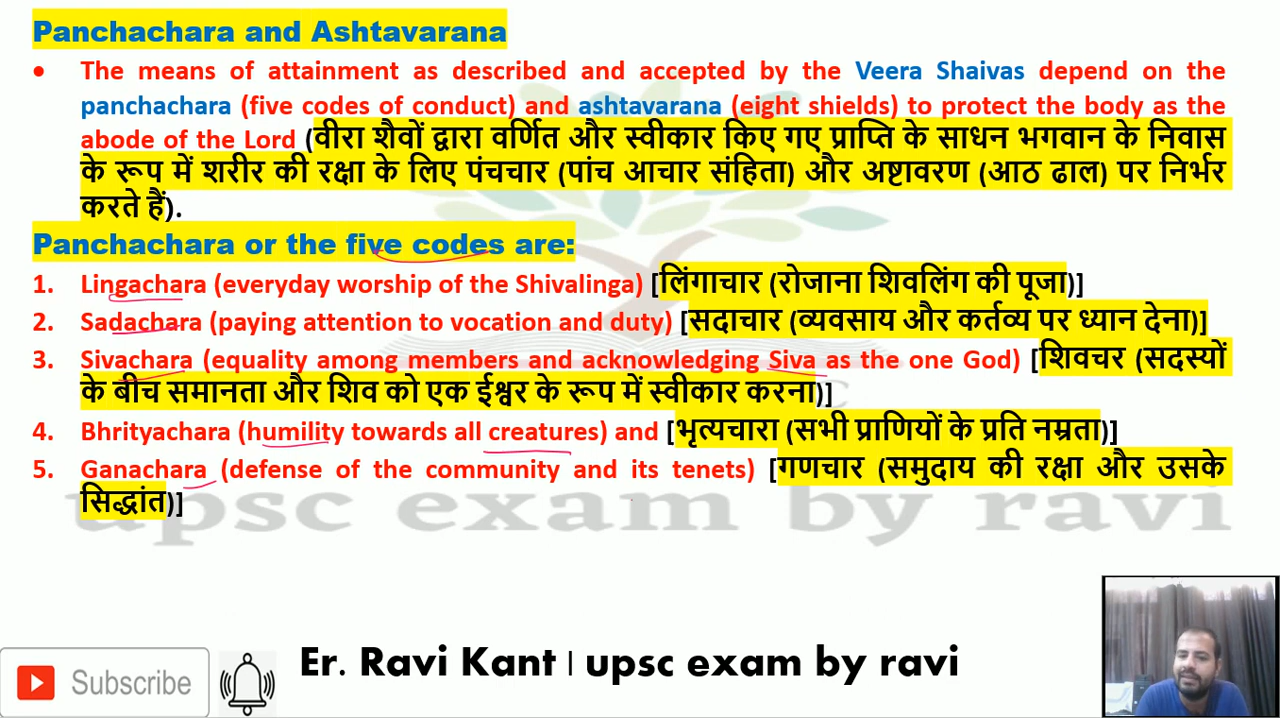 Panchachara and Ashtavarana
• The means of attainment as described and accepted by the Veera Shaivas depend on the
panchachara (five codes of conduct) and ashtavarana (eight shields) to protect the body as the
abode of the Lord (वीरा शैवों द्वारा वर्णित और स्वीकार किए गए प्राप्ति के साधन भगवान के निवास
के रूप में शरीर की रक्षा के लिए पंचचार (पांच आचार संहिता) और अष्टावरण (आठ ढाल) पर निर्भर
करते हैं).
Panchachara or the five codes are:
1. Lingachara (everyday worship of the Shivalinga) [लिंगाचार (रोजाना शिवलिंग की पूजा)]
2. Sadachara (paying attention to vocation and duty) [सदाचार (व्यवसाय और कर्तव्य पर ध्यान देना)]
3. Sivachara (equality among members and acknowledging Siva as the one God) [शिवचर (सदस्यों
के बीच समानता और शिव को एक ईश्वर के रूप में स्वीकार करना)]
4. Bhrityachara (humility towards all creatures) and [भृत्यचारा (सभी प्राणियों के प्रति नम्रता)]
5. Ganachara (defense of the community and its tenets) [गणचार (समुदाय की रक्षा और उसके
सिद्धांत)]
upsc exam by ravi
Subscribe
Er. Ravi Kant | upsc exam by ravi